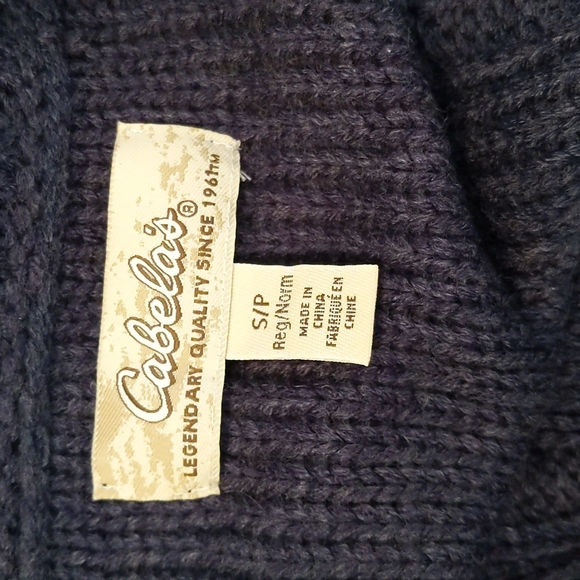 Cabela's®
LEGENDARY QUALITY SINCE 1961™
S/P
Reg/Norm
MADE IN
CHINA
FABRIQUÉ EN
CHINE